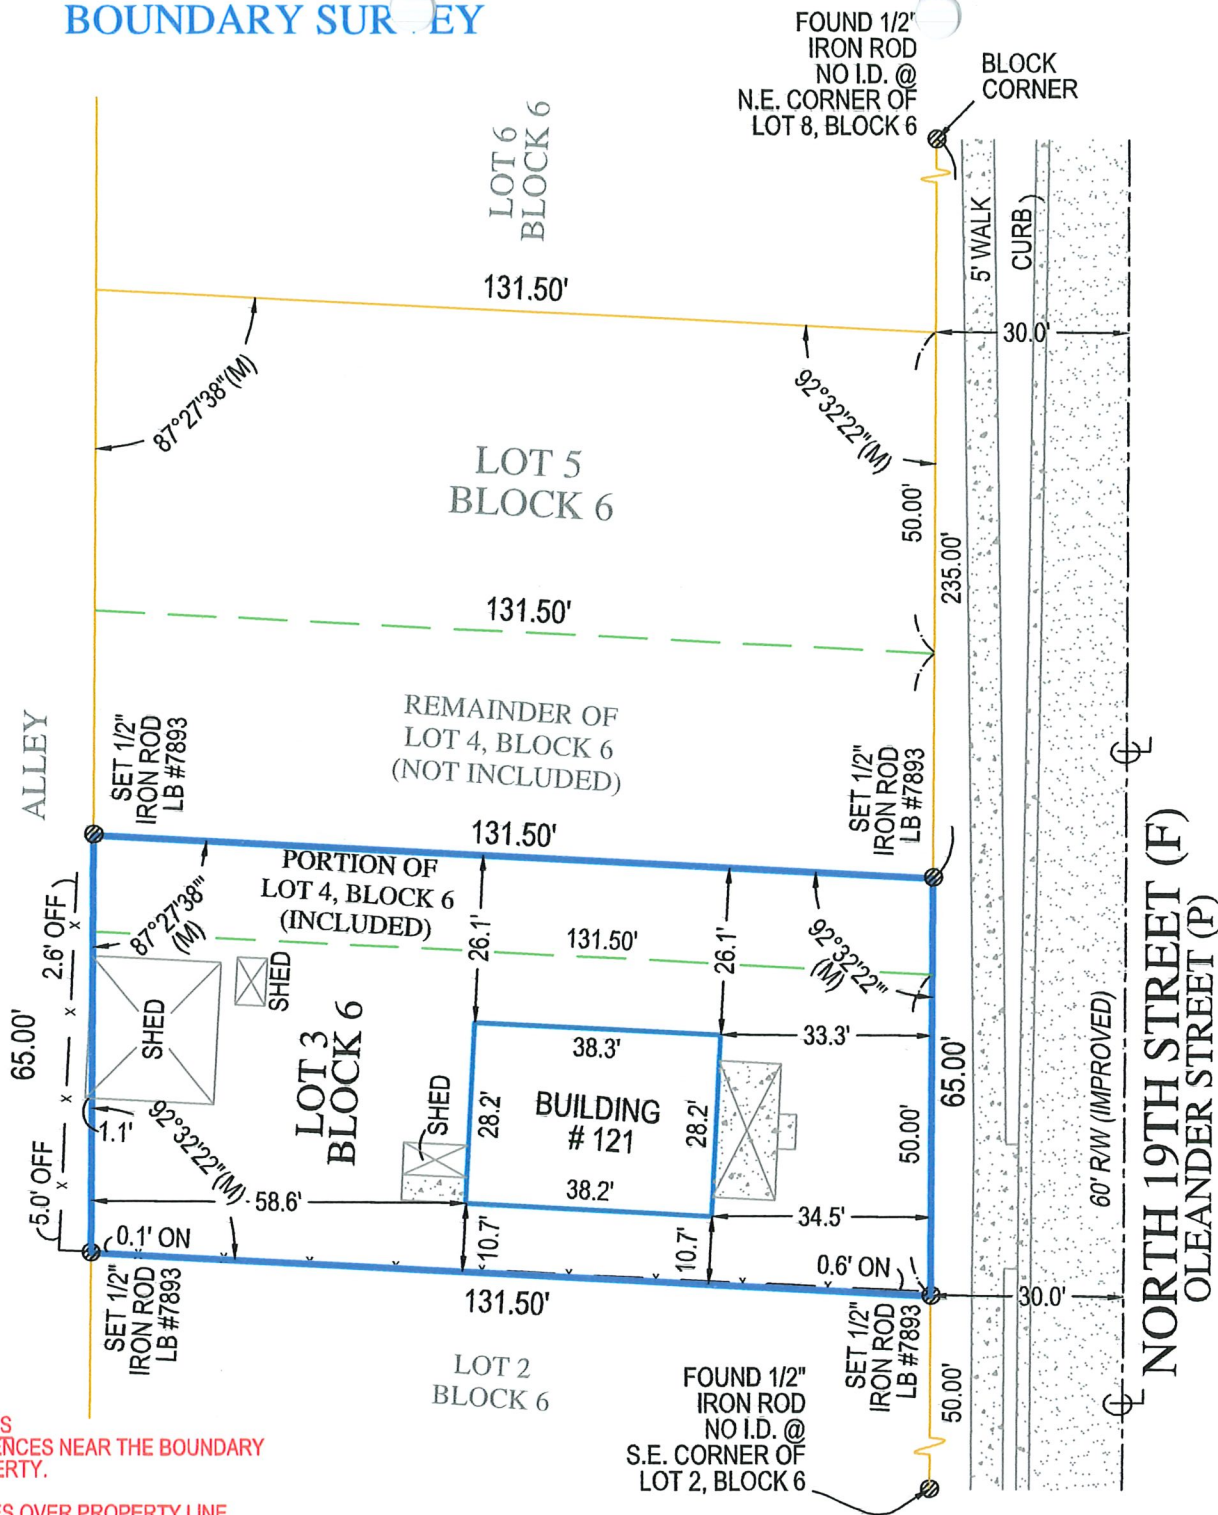 BOUNDARY SUR EY
FOUND 1/2"
IRON ROD
NO I.D. @
N.E. CORNER OF
LOT 8, BLOCK 6
BLOCK
CORNER
LOT 6
BLOCK 6
5' WALK
CURB
131.50'
30.0'
87°27'38"(M)
92°32'22"(M)
LOT 5
BLOCK 6
50.00'
235.00'
131.50'
REMAINDER OF
LOT 4, BLOCK 6
(NOT INCLUDED)
ALLEY
SET 1/2"
IRON ROD
LB #7893
SET 1/2"
IRON ROD
LB #7893
131.50'
PORTION OF
LOT 4, BLOCK 6
(INCLUDED)
87°27'38"
(M)
26.1'
26.1'
92°32'22"
(M)
131.50'
2.6' OFF
SHED
SHED
65.00'
LOT 3
BLOCK 6
38.3'
33.3'
28.2'
BUILDING
# 121
28.2'
SHED
50.00'
65.00'
60' R/W (IMPROVED)
NORTH 19TH STREET (F)
OLEANDER STREET (P)
1.1'
92°32'22"(M)
5.0' OFF
58.6'
38.2'
34.5'
10.7'
10.7'
0.1' ON
0.6' ON
131.50'
30.0'
SET 1/2"
IRON ROD
LB #7893
SET 1/2"
IRON ROD
LB #7893
LOT 2
BLOCK 6
50.00'
FOUND 1/2"
IRON ROD
NO I.D. @
S.E. CORNER OF
LOT 2, BLOCK 6
S
ENCES NEAR THE BOUNDARY
ERTY.
ES OVER PROPERTY LINE